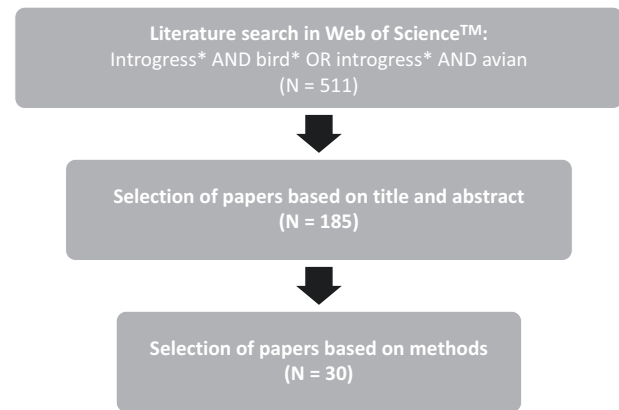 Literature search in Web of Science™:
Introgress* AND bird* OR introgress* AND avian
(N = 511)
Selection of papers based on title and abstract
(N = 185)
Selection of papers based on methods
(N = 30)